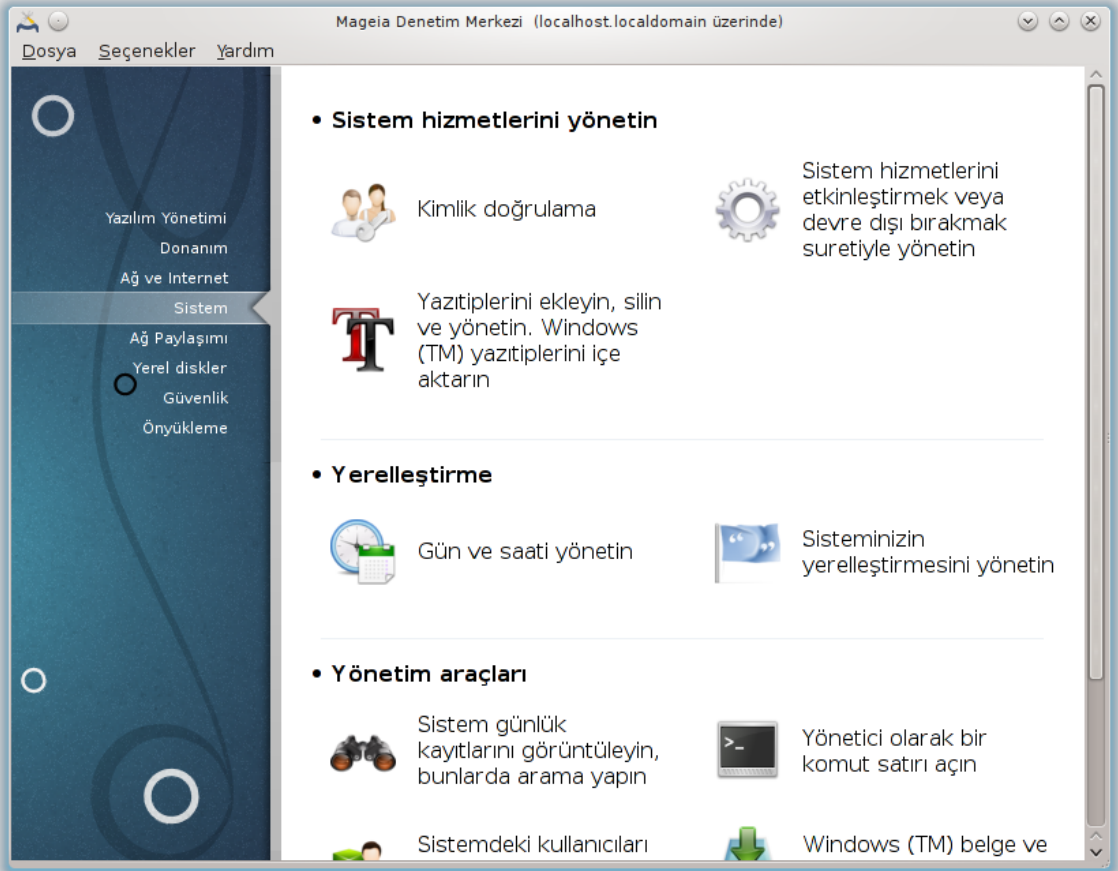 Mageia Denetim Merkezi (localhost.localdomain üzerinde)
Dosya Seçenekler Yardım
Yazılım Yönetimi
Donanım
Ağ ve Internet
Sistem
Ağ Paylaşımı
Yerel diskler
Güvenlik
Önyükleme
• Sistem hizmetlerini yönetin
Kimlik doğrulama
Sistem hizmetlerini
etkinleştirmek veya
devre dışı bırakmak
suretiyle yönetin
Yazıtiplerini ekleyin, silin
ve yönetin. Windows
(TM) yazıtiplerini içe
aktarın
• Yerelleştirme
Gün ve saati yönetin
Sisteminizin
yerelleştirmesini yönetin
• Yönetim araçları
Sistem günlük
kayıtlarını görüntüleyin,
bunlarda arama yapın
Yönetici olarak bir
komut satırı açın
Sistemdeki kullanıcıları
Windows (TM) belge ve